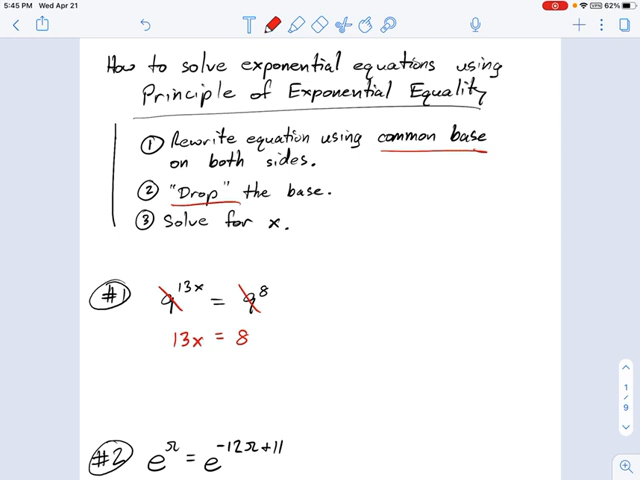 5:45 PM Wed Apr 21
VPN 62%
How to solve exponential equations using
Principle of Exponential Equality
① Rewrite equation using common base
on both sides.
② "Drop" the base.
③ Solve for x.
#1 9^13x = 9^8
13x = 8
1
/
9
#2 e^x = e^-12x+11